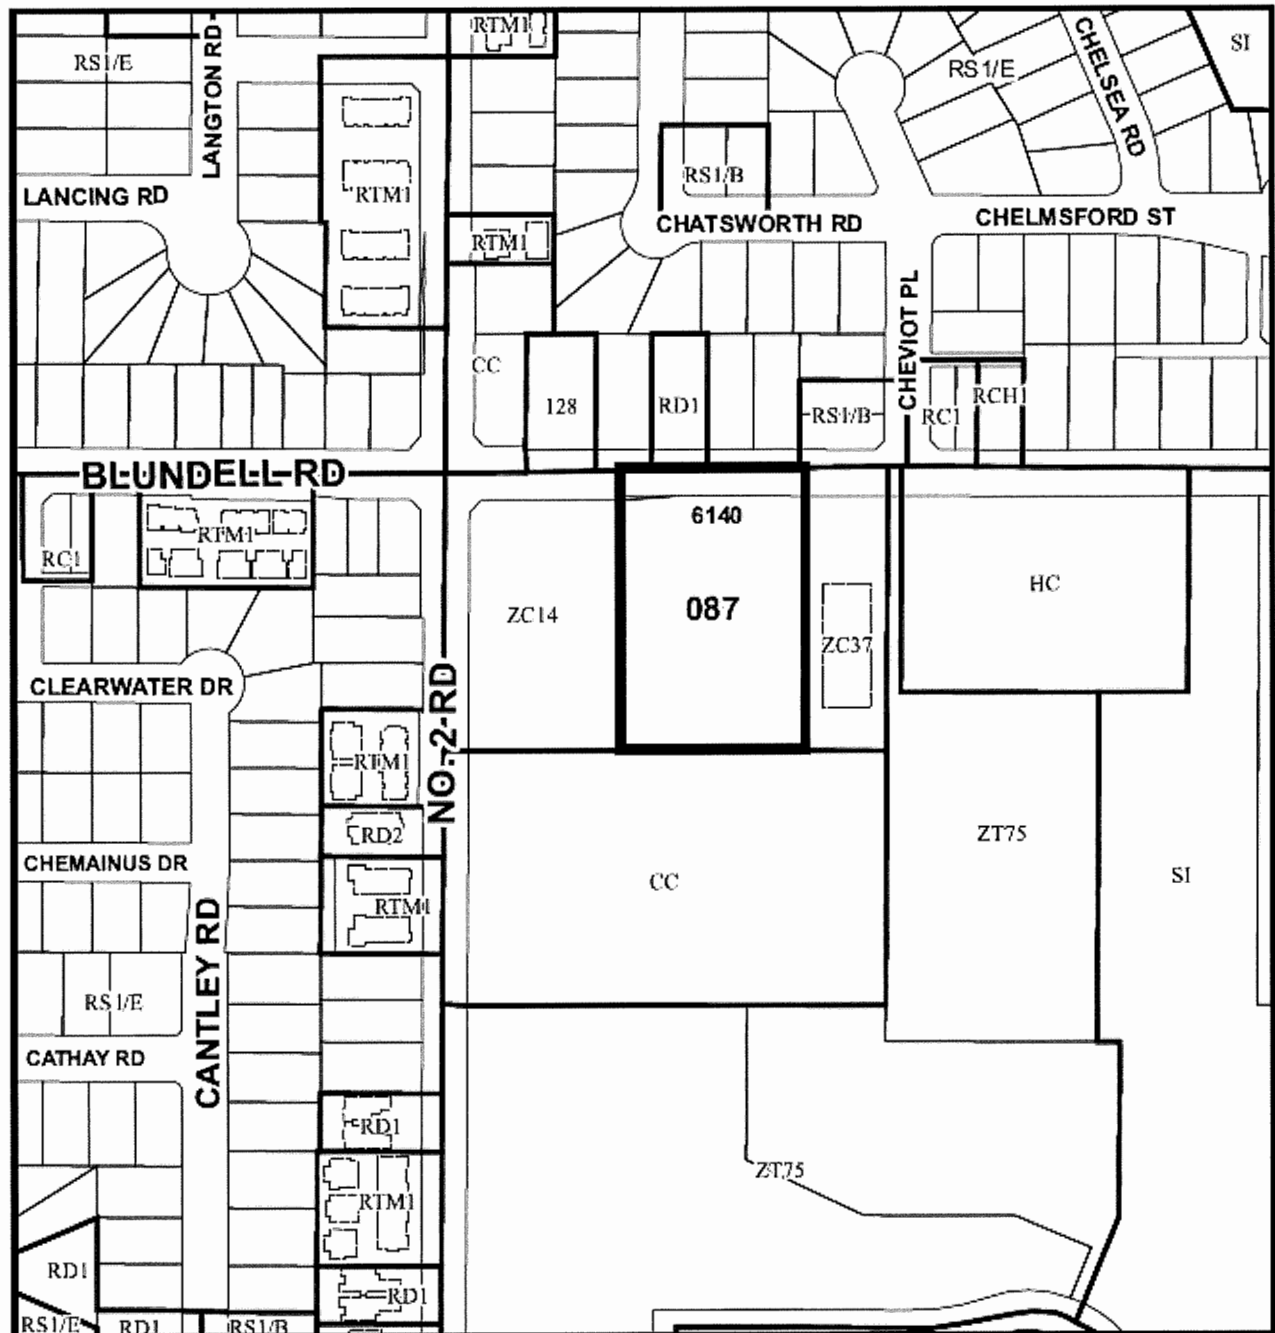 RTM1
SI
RS1/E
LANGTON RD
RS1/E
CHELSEA RD
RTM1
RS1/B
LANCING RD
CHATSWORTH RD
CHELMSFORD ST
RTM1
CHEVIOT PL
CC
128
RD1
RS1/B
RC1
RCH1
BLUNDELL RD
6140
RTM1
RC1
HC
087
ZC14
ZC37
CLEARWATER DR
NO. 2 RD
RTM1
RD2
ZT75
CHEMAINUS DR
CC
SI
RTM1
CANTLEY RD
RS1/E
CATHAY RD
RD1
ZT75
RTM1
RD1
RD1
RS1/E
RD1
RS1/B